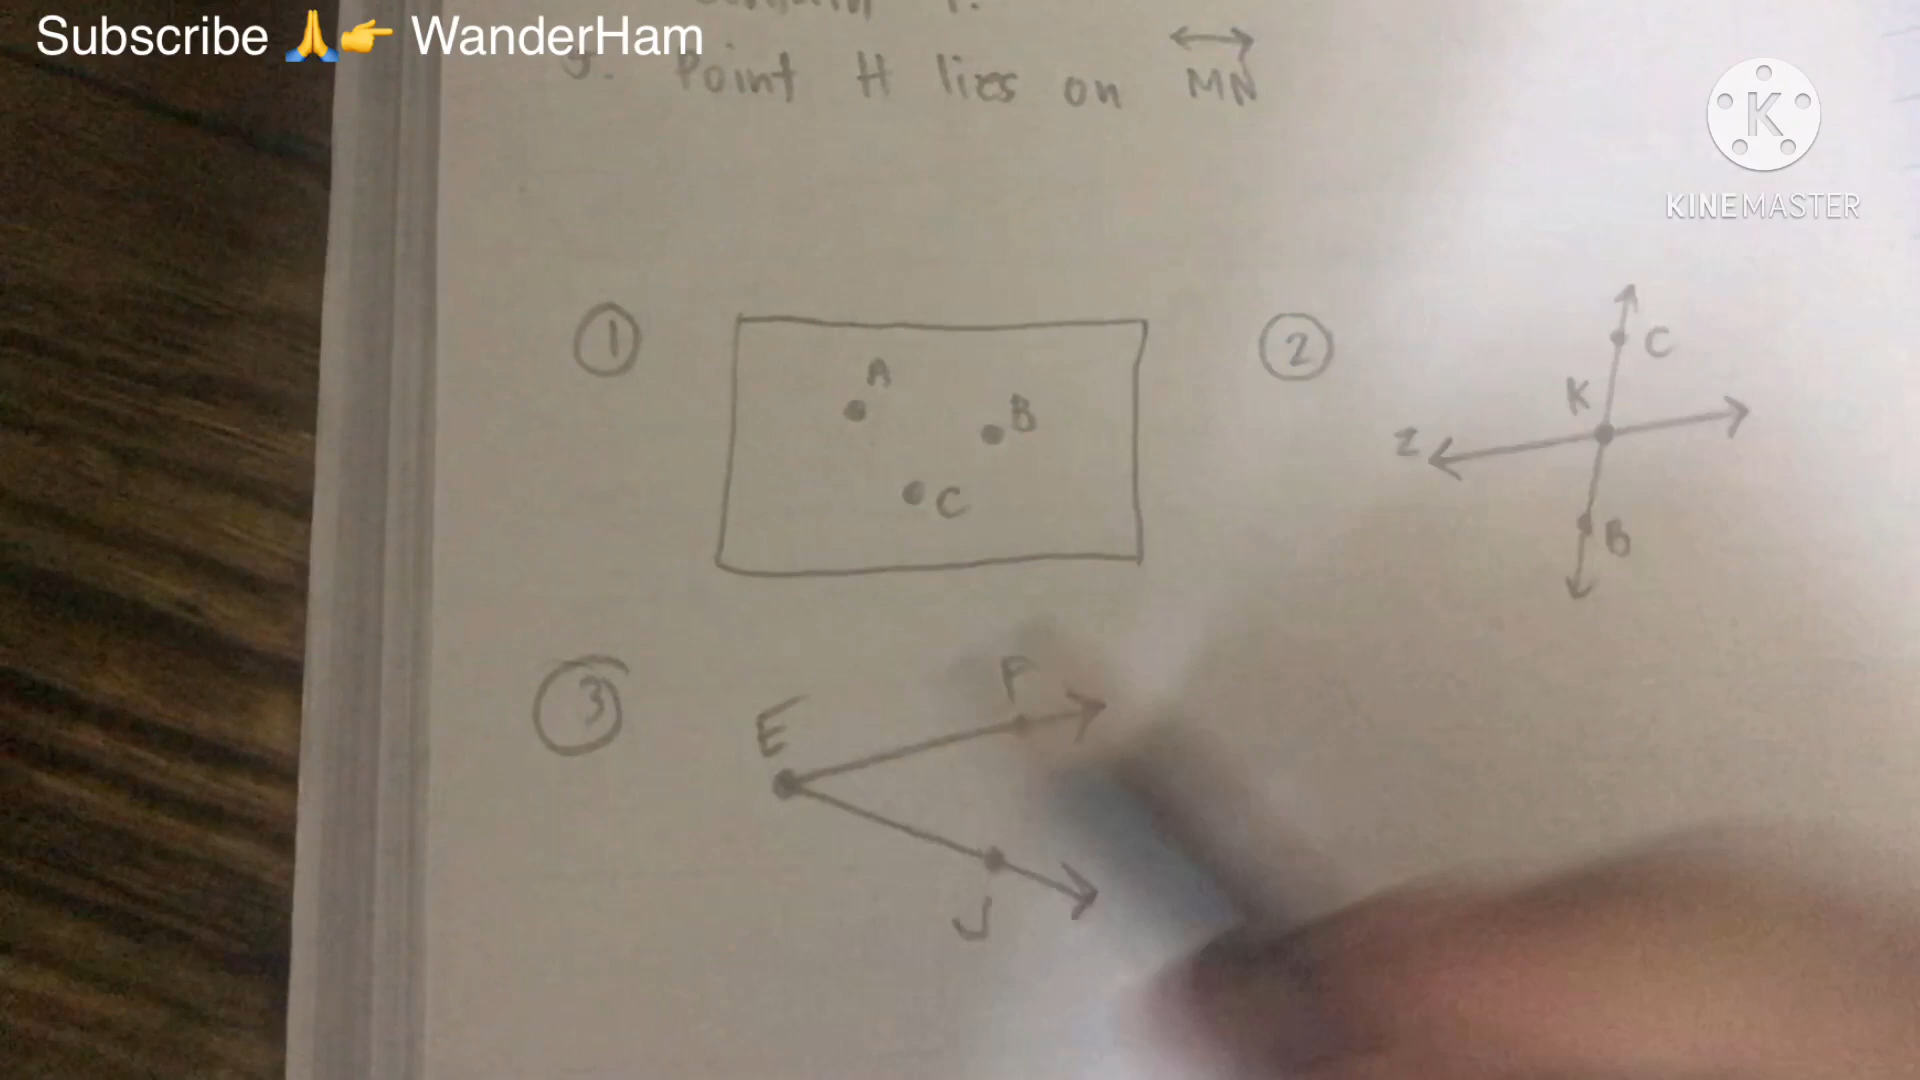 Subscribe 🙏👉 WanderHam
Point H lies on MN
K
KINEMASTER
1
A
B
C
2
C
K
Z
B
3
E
F
J